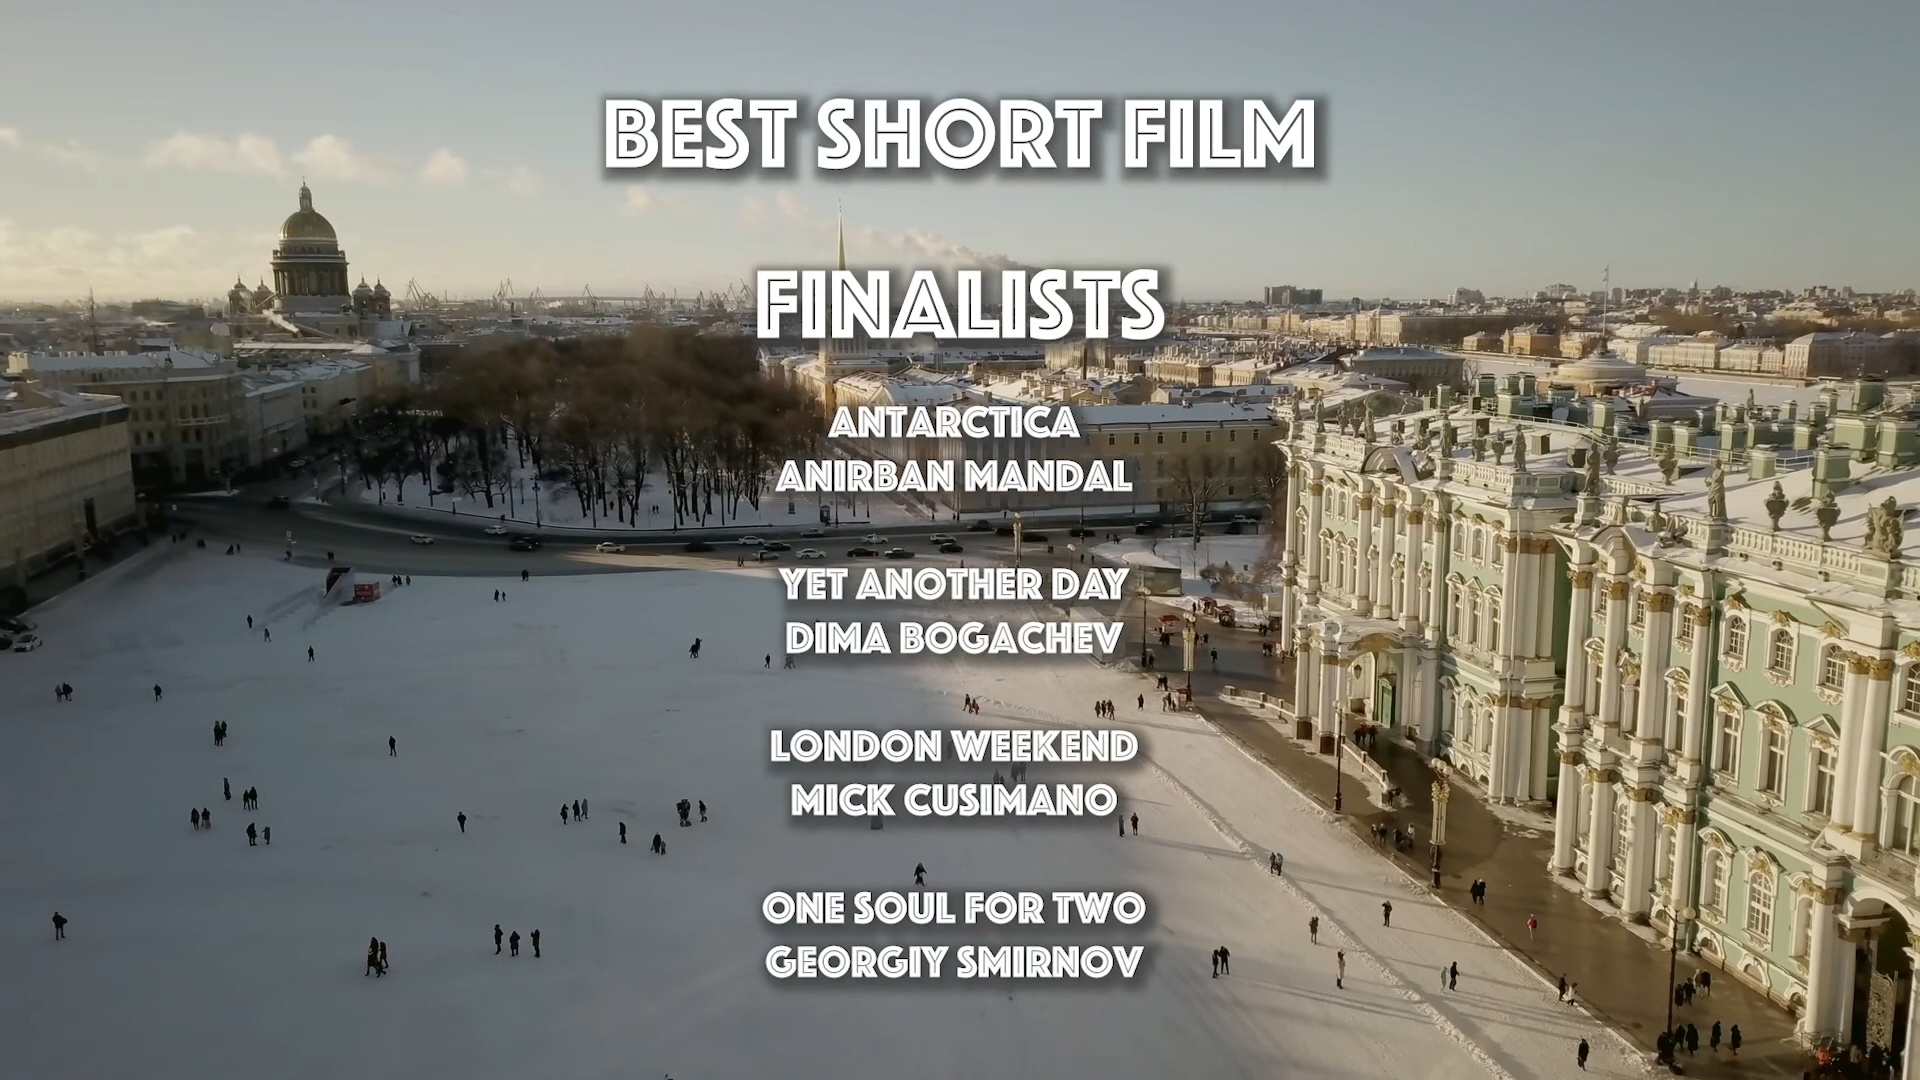 BEST SHORT FILM
FINALISTS
ANTARCTICA
ANIRBAN MANDAL
YET ANOTHER DAY
DIMA BOGACHEV
LONDON WEEKEND
MICK CUSIMANO
ONE SOUL FOR TWO
GEORGIY SMIRNOV